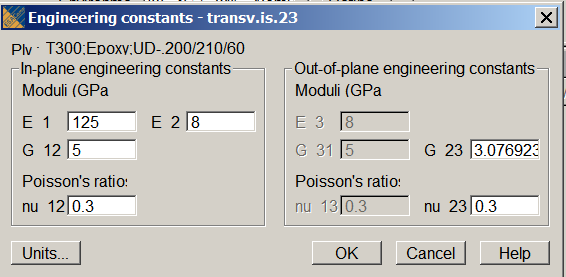 Engineering constants - transv.is.23
Ply : T300;Epoxy;UD-.200/210/60
In-plane engineering constants
Moduli (GPa
E 1 125 E 2 8
G 12 5
Poisson's ratios
nu 12 0.3
Out-of-plane engineering constants
Moduli (GPa
E 3 8
G 31 5 G 23 3.076923
Poisson's ratios
nu 13 0.3 nu 23 0.3
Units... OK Cancel Help